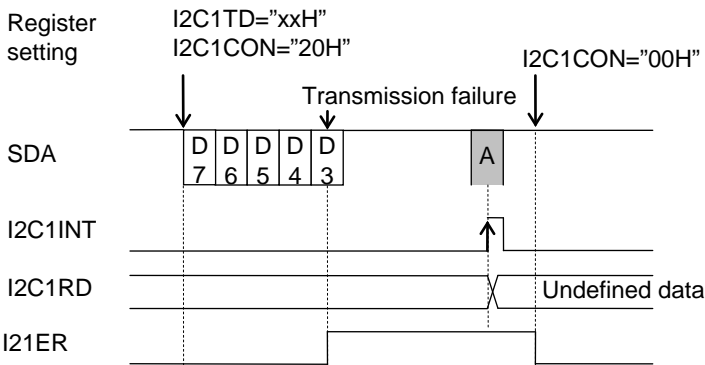 Register
setting
I2C1TD="xxH"
I2C1CON="20H"
I2C1CON="00H"
Transmission failure
SDA
D D D D D
7 6 5 4 3
A
I2C1INT
I2C1RD
Undefined data
I21ER